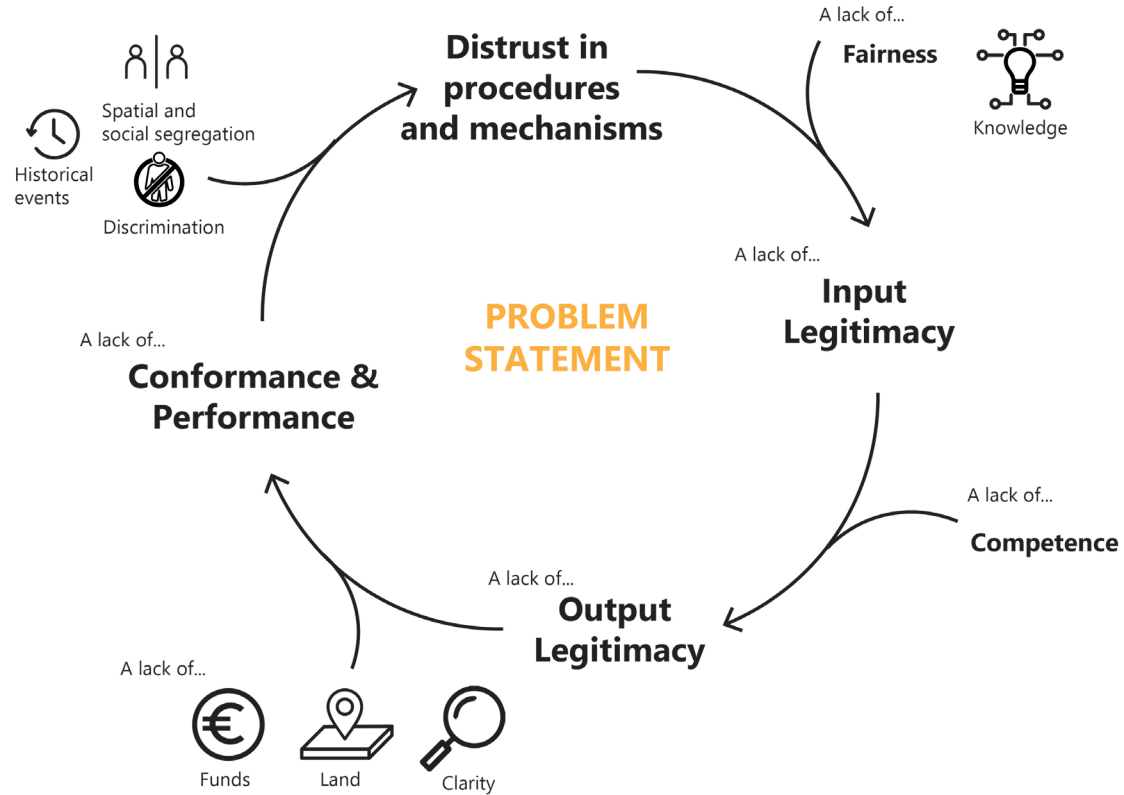 Distrust in
procedures
and mechanisms
A lack of...
Fairness
Knowledge
A lack of...
Input
Legitimacy
A lack of...
Competence
A lack of...
Output
Legitimacy
A lack of...
Funds
Land
Clarity
A lack of...
Conformance &
Performance
Spatial and
social segregation
Historical
events
Discrimination
PROBLEM
STATEMENT